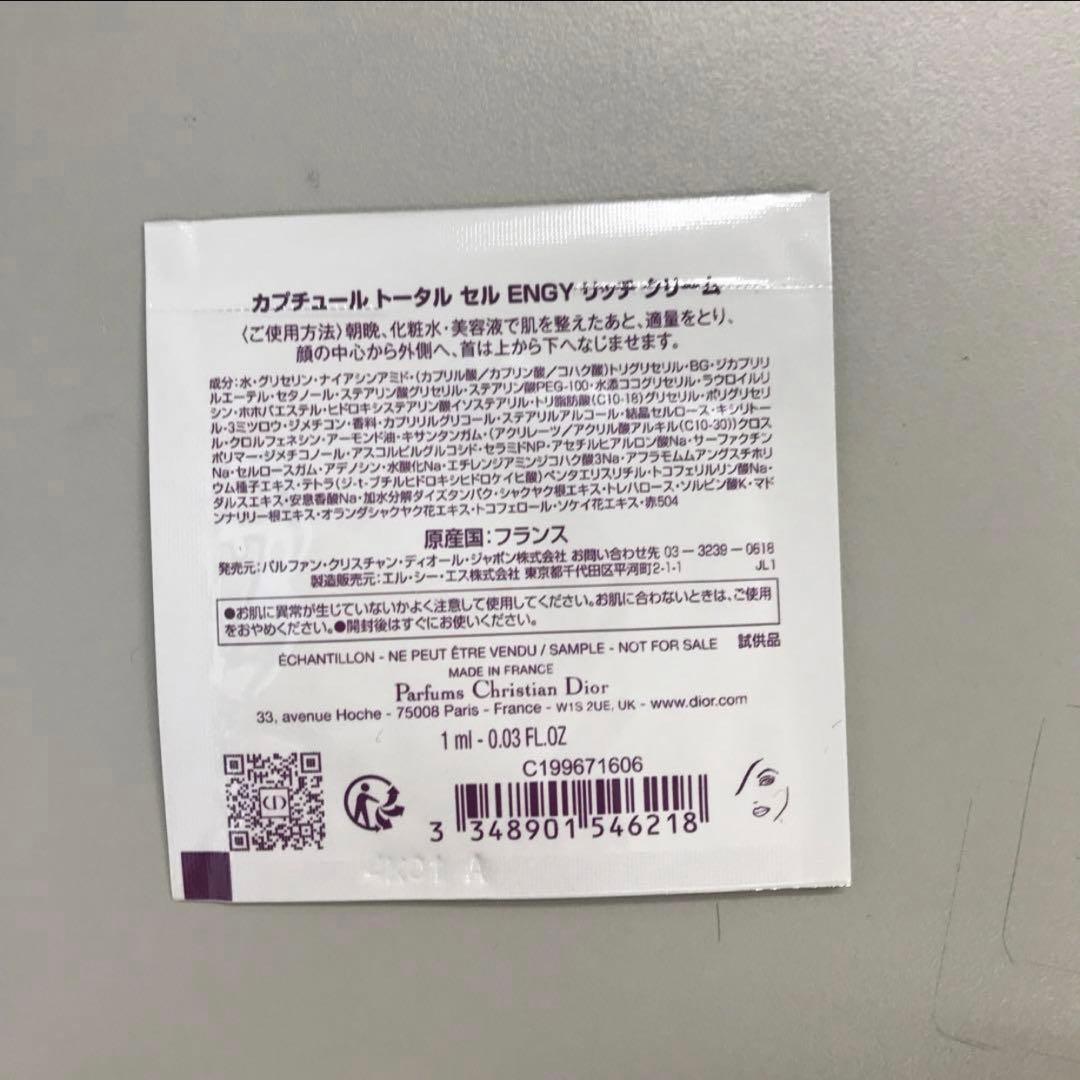 カプチュール トータル セル ENGY リッチ クリーム
〈ご使用方法〉朝晩、化粧水・美容液で肌を整えたあと、適量をとり、
顔の中心から外側へ、首は上から下へなじませます。
成分：水・グリセリン・ナイアシンアミド・(カプリル酸／カプリン酸／コハク酸)トリグリセリル・BG・ジカプリリ
ルエーテル・セタノール・ステアリン酸グリセリル・ステアリン酸PEG-100・水添ココグリセリル・ラウロイルリ
シン・ホホバエステル・ヒドロキシステアリン酸イソステアリル・トリ脂肪酸(C10-18)グリセリル・ポリグリセリ
ル-3ミツロウ・ジメチコン・香料・カプリリルグリコール・ステアリルアルコール・結晶セルロース・キシリトー
ル・クロルフェネシン・アーモンド油・キサンタンガム・(アクリレーツ／アクリル酸アルキル(C10-30))クロス
ポリマー・ジメチコノール・アスコルビルグルコシド・セラミドNP・アセチルヒアルロン酸Na・サーファクチン
Na・セルロースガム・アデノシン・水酸化Na・エチレンジアミンジコハク酸3Na・アフラモムムアングスチホリ
ウム種子エキス・テトラ(ジ-t-ブチルヒドロキシヒドロケイヒ酸)ペンタエリスリチル・トコフェリルリン酸Na・
ダルスエキス・安息香酸Na・加水分解ダイズタンパク・シャクヤク根エキス・トレハロース・ソルビン酸K・マド
ンナリリー根エキス・オランダシャクヤク花エキス・トコフェロール・ソケイ花エキス・赤504
原産国：フランス
発売元：パルファン・クリスチャン・ディオール・ジャポン株式会社 お問い合わせ先 03－3239－0618
製造販売元：エル・シー・エス株式会社 東京都千代田区平河町2-1-1 JL1
●お肌に異常が生じていないかよく注意して使用してください。お肌に合わないときは、ご使用
をおやめください。●開封後はすぐにお使いください。
ÉCHANTILLON - NE PEUT ÊTRE VENDU / SAMPLE - NOT FOR SALE 試供品
MADE IN FRANCE
Parfums Christian Dior
33, avenue Hoche - 75008 Paris - France - W1S 2UE, UK - www.dior.com
1 ml - 0.03 FL.OZ
C199671606
3 348901 546218